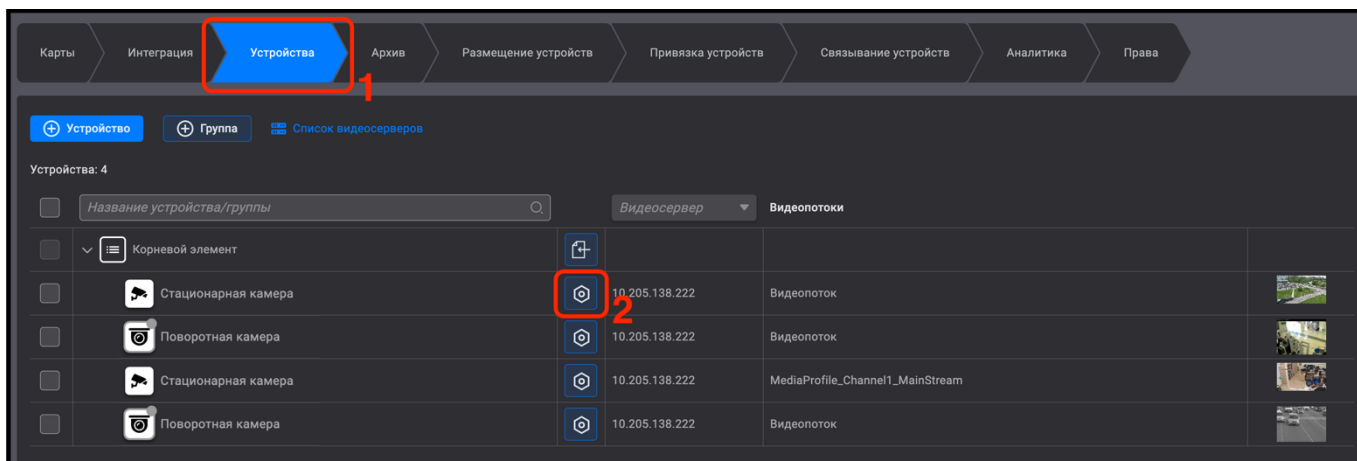 Карты Интеграция Устройства Архив Размещение устройств Привязка устройств Связывание устройств Аналитика Права
1
Устройство Группа Список видеосерверов
Устройства: 4
Название устройства/группы Видеосервер Видеопотоки
Корневой элемент
Стационарная камера 10.205.138.222 Видеопоток
2
Поворотная камера 10.205.138.222 Видеопоток
Стационарная камера 10.205.138.222 MediaProfile_Channel1_MainStream
Поворотная камера 10.205.138.222 Видеопоток